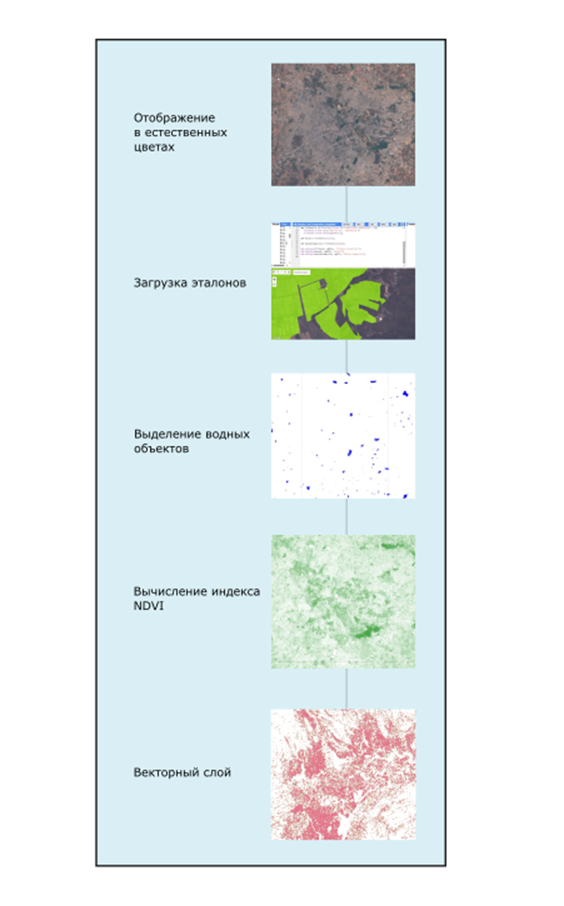 Отображение
в естественных
цветах
Загрузка эталонов
Выделение водных
объектов
Вычисление индекса
NDVI
Векторный слой